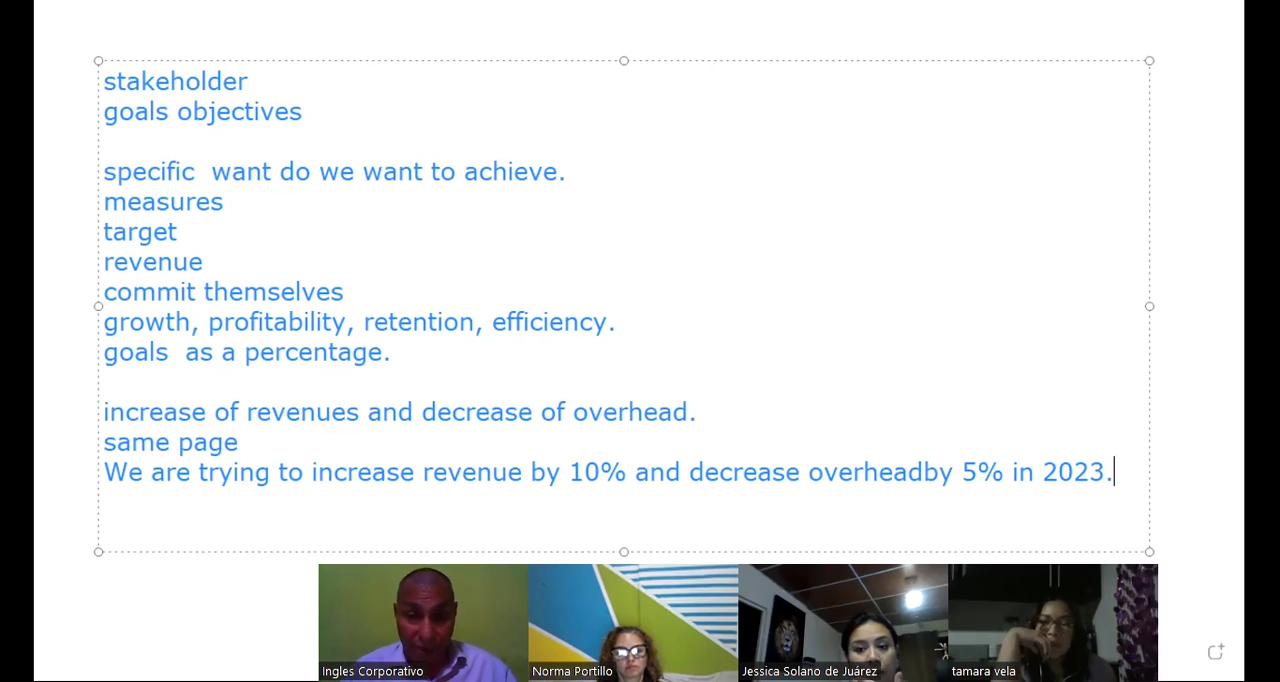 stakeholder
goals objectives
specific  want do we want to achieve.
measures
target
revenue
commit themselves
growth, profitability, retention, efficiency.
goals  as a percentage.
increase of revenues and decrease of overhead.
same page
We are trying to increase revenue by 10% and decrease overheadby 5% in 2023.
Ingles Corporativo
Norma Portillo
Jessica Solano de Juárez
tamara vela